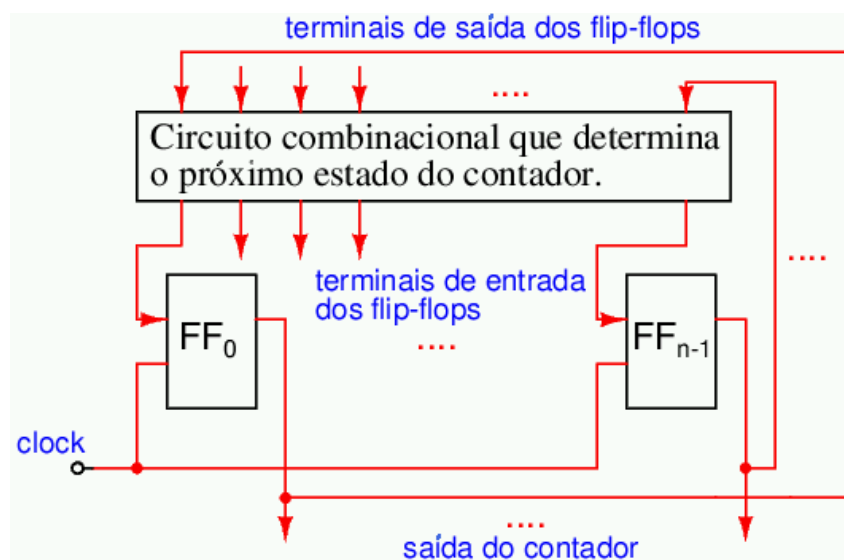 terminais de saída dos flip-flops
....
Circuito combinacional que determina
o próximo estado do contador.
....
terminais de entrada
dos flip-flops
....
FF0
FFn-1
clock
....
saída do contador